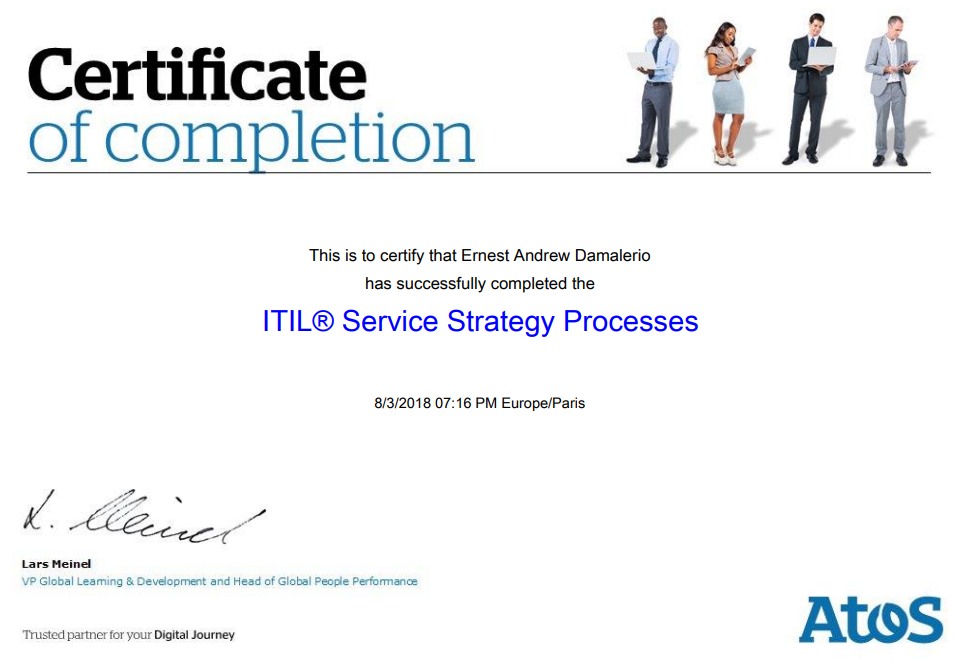 Certificate
of completion
This is to certify that Ernest Andrew Damalerio
has successfully completed the
ITIL® Service Strategy Processes
8/3/2018 07:16 PM Europe/Paris
L. Meinel
Lars Meinel
VP Global Learning & Development and Head of Global People Performance
Trusted partner for your Digital Journey
Atos